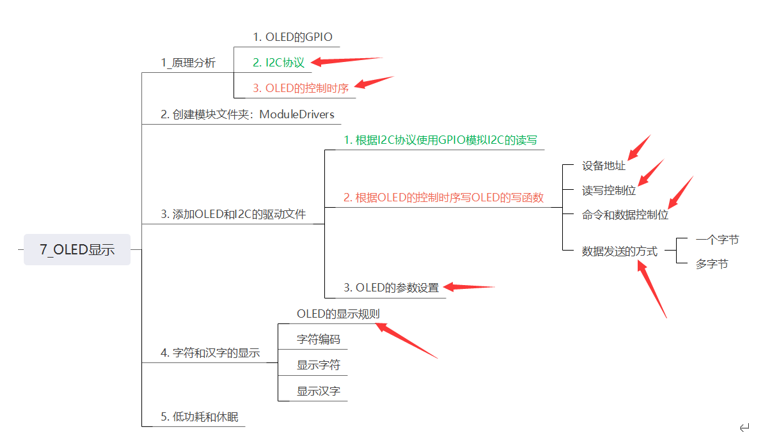 7_OLED显示
1_原理分析
1. OLED的GPIO
2. I2C协议
3. OLED的控制时序
2. 创建模块文件夹：ModuleDrivers
3. 添加OLED和I2C的驱动文件
1. 根据I2C协议使用GPIO模拟I2C的读写
2. 根据OLED的控制时序写OLED的写函数
设备地址
读写控制位
命令和数据控制位
数据发送的方式
一个字节
多字节
3. OLED的参数设置
4. 字符和汉字的显示
OLED的显示规则
字符编码
显示字符
显示汉字
5. 低功耗和休眠